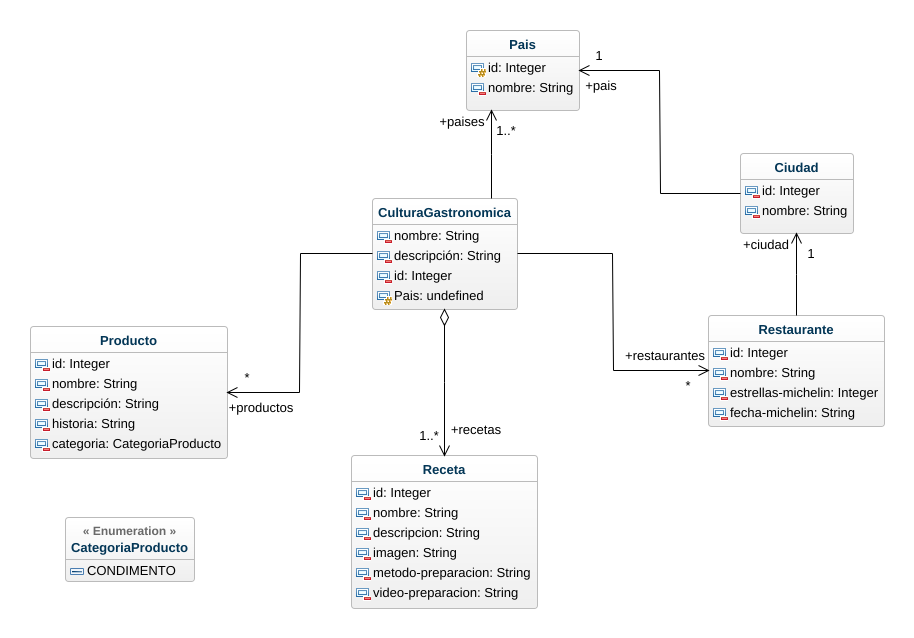 Pais
id: Integer
nombre: String
1
+pais
+paises
1..*
Ciudad
id: Integer
nombre: String
+ciudad
1
CulturaGastronomica
nombre: String
descripción: String
id: Integer
Pais: undefined
Producto
id: Integer
nombre: String
descripción: String
historia: String
categoria: CategoriaProducto
*
+productos
Restaurante
id: Integer
nombre: String
estrellas-michelin: Integer
fecha-michelin: String
+restaurantes
*
1..*
+recetas
Receta
id: Integer
nombre: String
descripcion: String
imagen: String
metodo-preparacion: String
video-preparacion: String
« Enumeration »
CategoriaProducto
CONDIMENTO